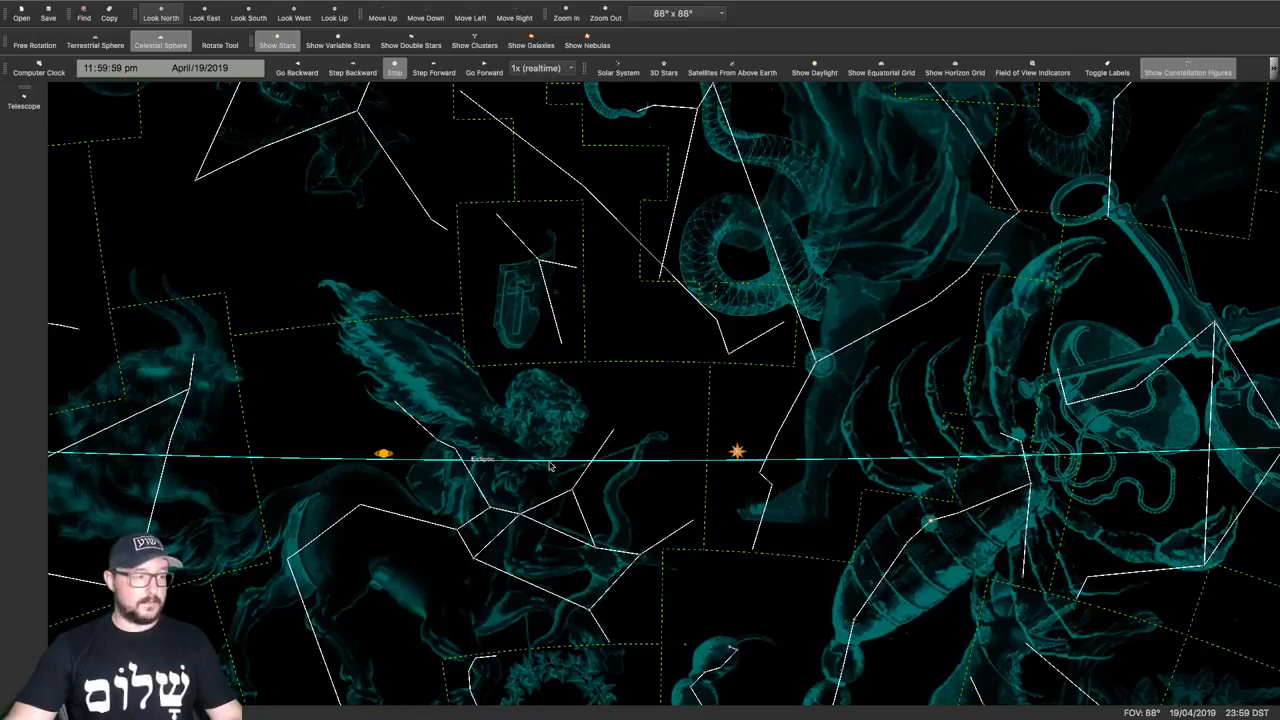 Open Save Find Copy Look North Look East Look South Look West Look Up Move Up Move Down Move Left Move Right Zoom In Zoom Out 88° x 88°
Free Rotation Terrestrial Sphere Celestial Sphere Rotate Tool Show Stars Show Variable Stars Show Double Stars Show Clusters Show Galaxies Show Nebulas
Computer Clock 11:59:59 pm April/19/2019 Go Backward Step Backward Stop Step Forward Go Forward 1x (realtime) Solar System 3D Stars Satellites From Above Earth Show Daylight Show Equatorial Grid Show Horizon Grid Field of View Indicators Toggle Labels Show Constellation Figures »
Telescope
Ecliptic
ישוע
שָׁלוֹם
FOV: 88° 19/04/2019 23:59 DST